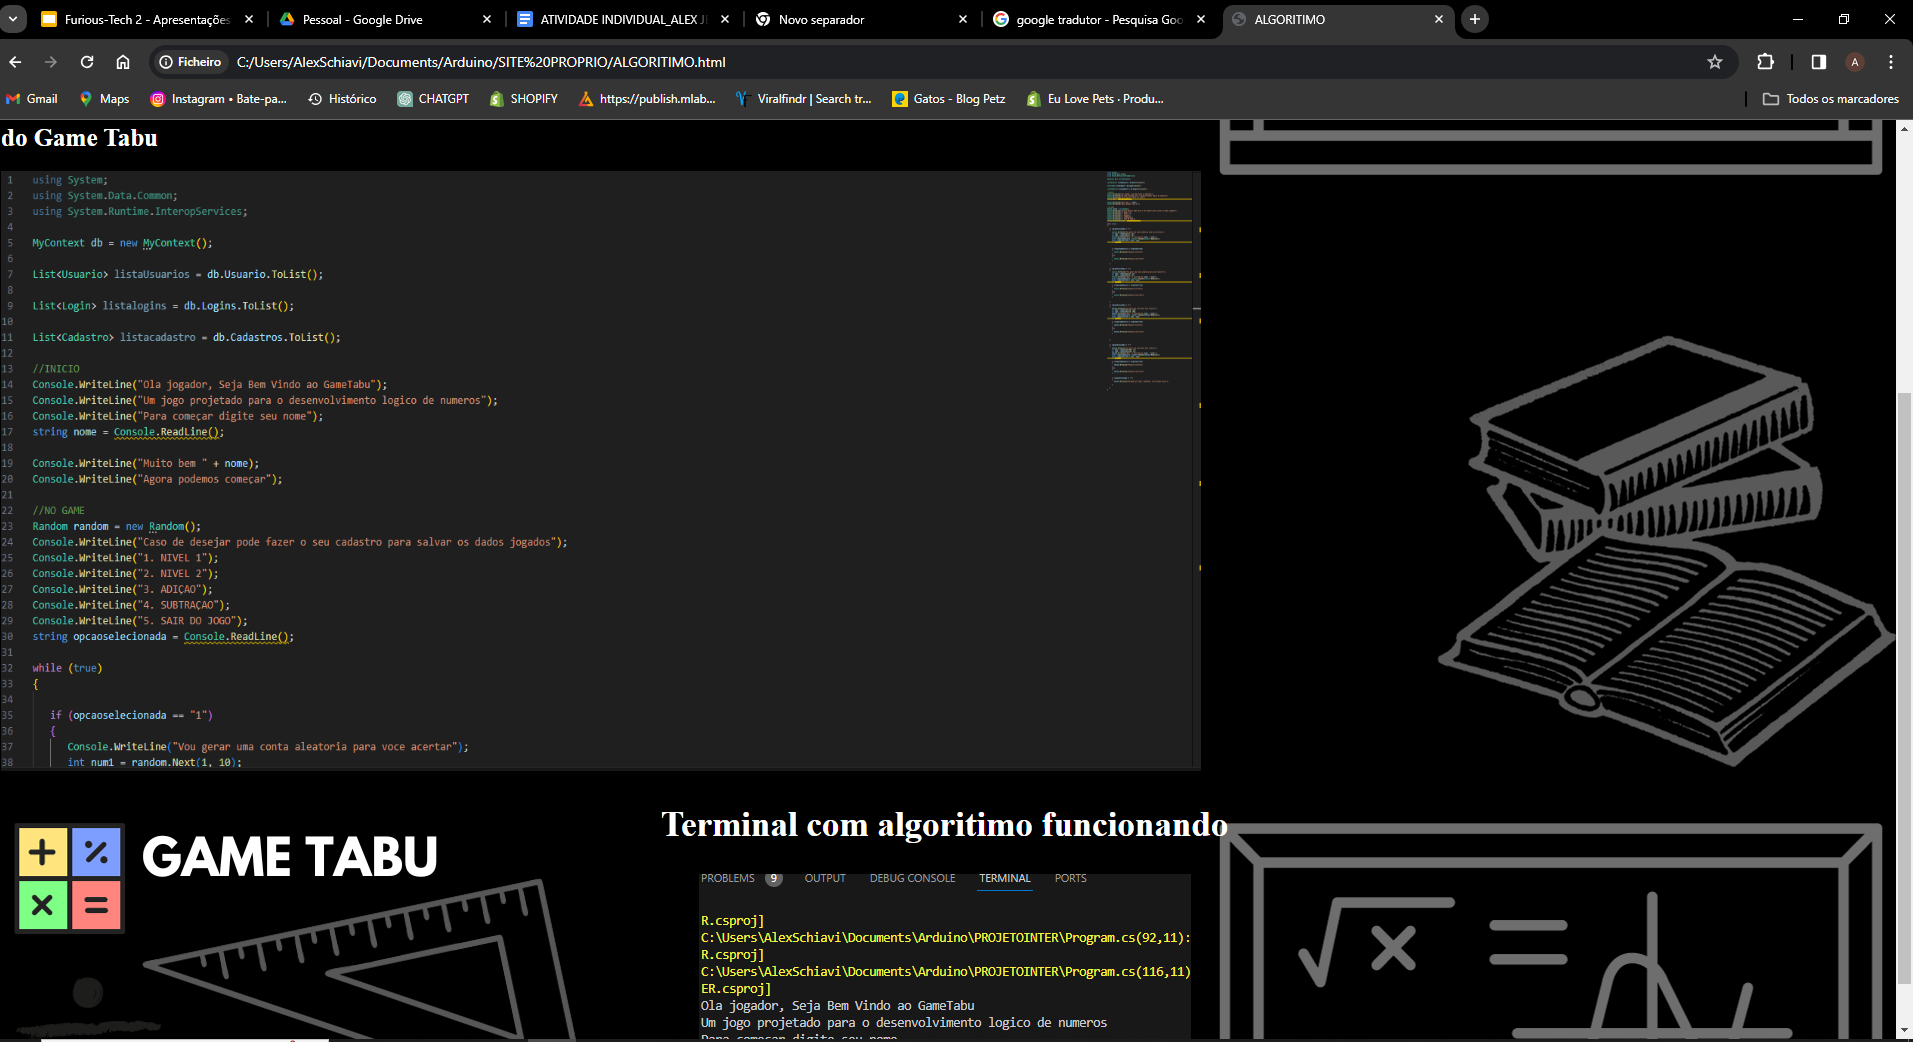 Furious-Tech 2 - Apresentações
Pessoal - Google Drive
ATIVIDADE INDIVIDUAL_ALEX JE
Novo separador
google tradutor - Pesquisa Goo
ALGORITIMO
Ficheiro
C:/Users/AlexSchiavi/Documents/Arduino/SITE%20PROPRIO/ALGORITIMO.html
A
Gmail
Maps
Instagram • Bate-pa...
Histórico
CHATGPT
SHOPIFY
https://publish.mlab...
Viralfindr | Search tr...
Gatos - Blog Petz
Eu Love Pets · Produ...
Todos os marcadores
do Game Tabu
1 using System;
2 using System.Data.Common;
3 using System.Runtime.InteropServices;
4
5 MyContext db = new MyContext();
6
7 List<Usuario> listaUsuarios = db.Usuario.ToList();
8
9 List<Login> listalogins = db.Logins.ToList();
10
11 List<Cadastro> listacadastro = db.Cadastros.ToList();
12
13 //INICIO
14 Console.WriteLine("Ola jogador, Seja Bem Vindo ao GameTabu");
15 Console.WriteLine("Um jogo projetado para o desenvolvimento logico de numeros");
16 Console.WriteLine("Para começar digite seu nome");
17 string nome = Console.ReadLine();
18
19 Console.WriteLine("Muito bem " + nome);
20 Console.WriteLine("Agora podemos começar");
21
22 //NO GAME
23 Random random = new Random();
24 Console.WriteLine("Caso de desejar pode fazer o seu cadastro para salvar os dados jogados");
25 Console.WriteLine("1. NIVEL 1");
26 Console.WriteLine("2. NIVEL 2");
27 Console.WriteLine("3. ADIÇAO");
28 Console.WriteLine("4. SUBTRAÇAO");
29 Console.WriteLine("5. SAIR DO JOGO");
30 string opcaoselecionada = Console.ReadLine();
31
32 while (true)
33 {
34
35 if (opcaoselecionada == "1")
36 {
37 Console.WriteLine("Vou gerar uma conta aleatoria para voce acertar");
38 int num1 = random.Next(1, 10);
Terminal com algoritimo funcionando
+ %
× =
GAME TABU
PROBLEMS 9 OUTPUT DEBUG CONSOLE TERMINAL PORTS
R.csproj]
C:\Users\AlexSchiavi\Documents\Arduino\PROJETOINTER\Program.cs(92,11):
R.csproj]
C:\Users\AlexSchiavi\Documents\Arduino\PROJETOINTER\Program.cs(116,11)
ER.csproj]
Ola jogador, Seja Bem Vindo ao GameTabu
Um jogo projetado para o desenvolvimento logico de numeros
Para começar digite seu nome
√x =